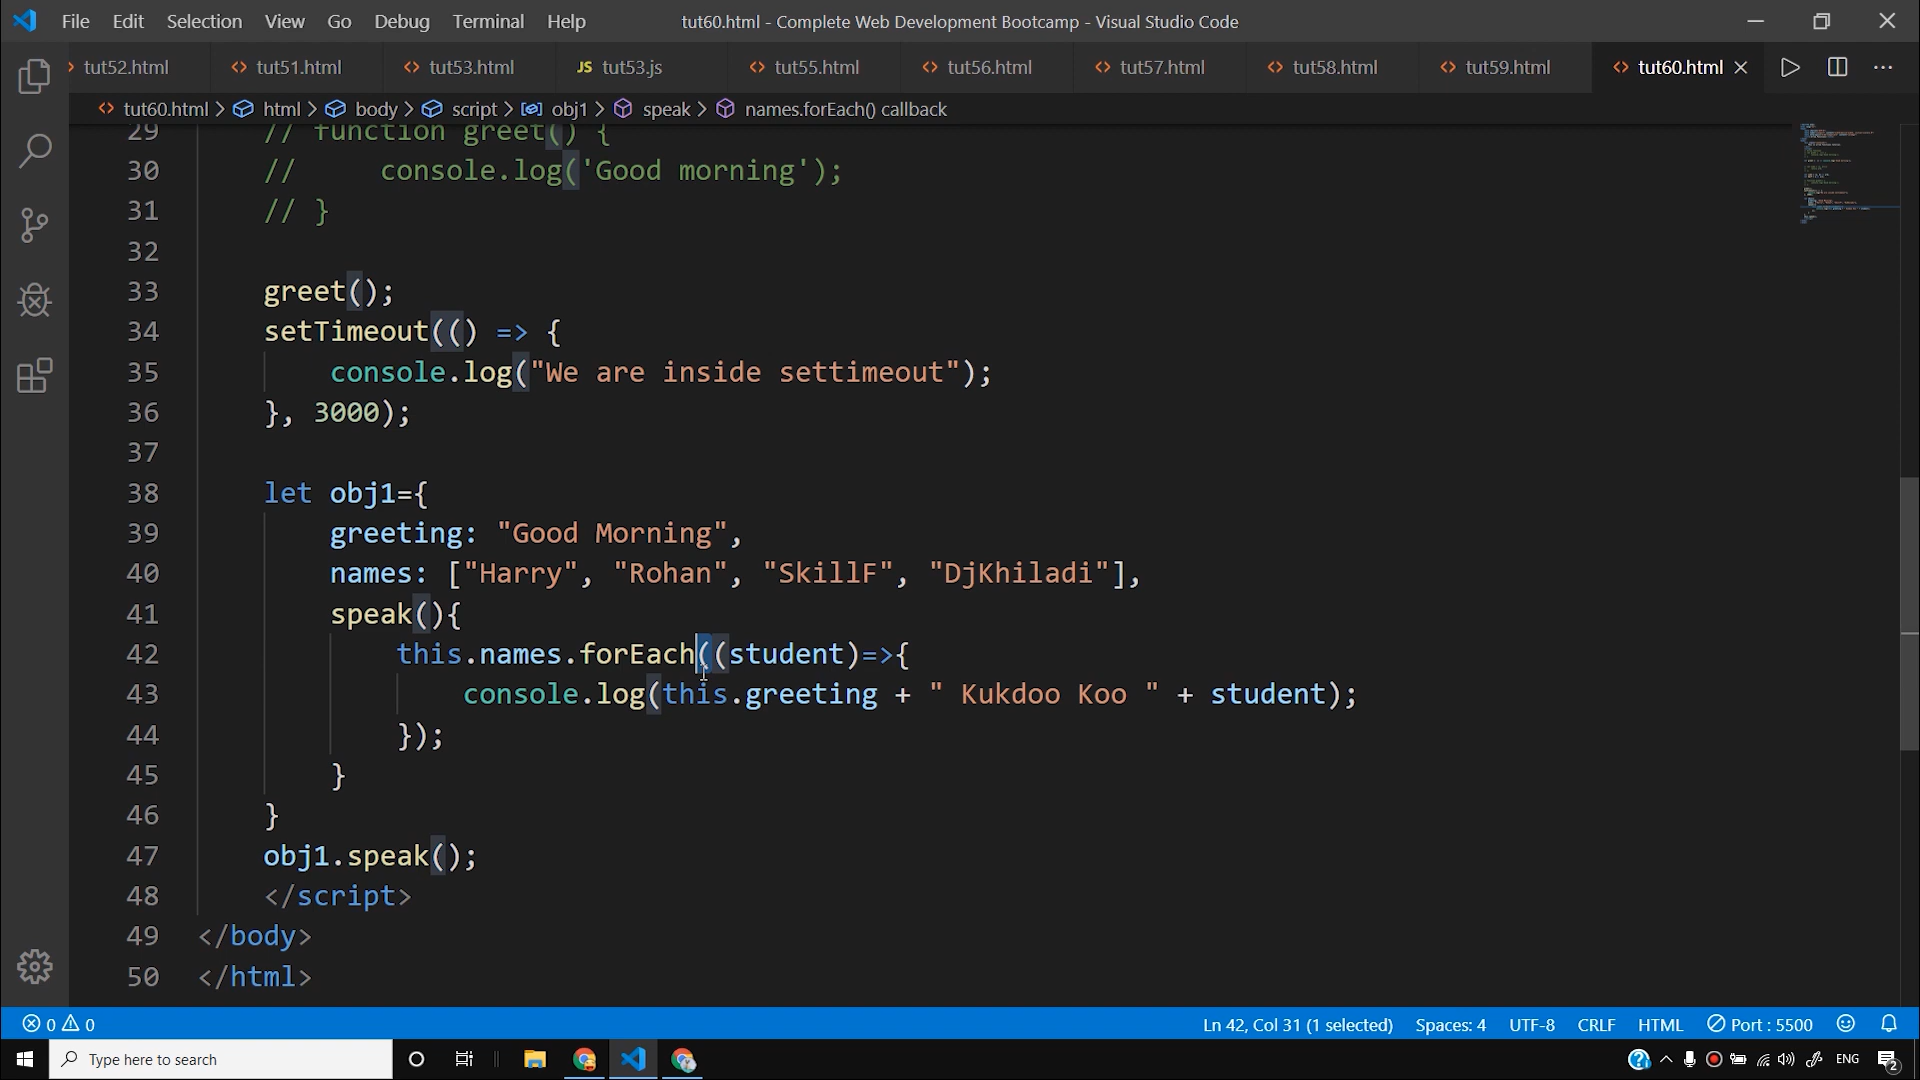 File Edit Selection View Go Debug Terminal Help tut60.html - Complete Web Development Bootcamp - Visual Studio Code
tut52.html tut51.html tut53.html JS tut53.js tut55.html tut56.html tut57.html tut58.html tut59.html tut60.html
tut60.html > html > body > script > obj1 > speak > names.forEach() callback
29 // function greet() {
30 // console.log('Good morning');
31 // }
32
33 greet();
34 setTimeout(() => {
35 console.log("We are inside settimeout");
36 }, 3000);
37
38 let obj1={
39 greeting: "Good Morning",
40 names: ["Harry", "Rohan", "SkillF", "DjKhiladi"],
41 speak(){
42 this.names.forEach((student)=>{
43 console.log(this.greeting + " Kukdoo Koo " + student);
44 });
45 }
46 }
47 obj1.speak();
48 </script>
49 </body>
50 </html>
0 0 Ln 42, Col 31 (1 selected) Spaces: 4 UTF-8 CRLF HTML Port : 5500
Type here to search ENG 2